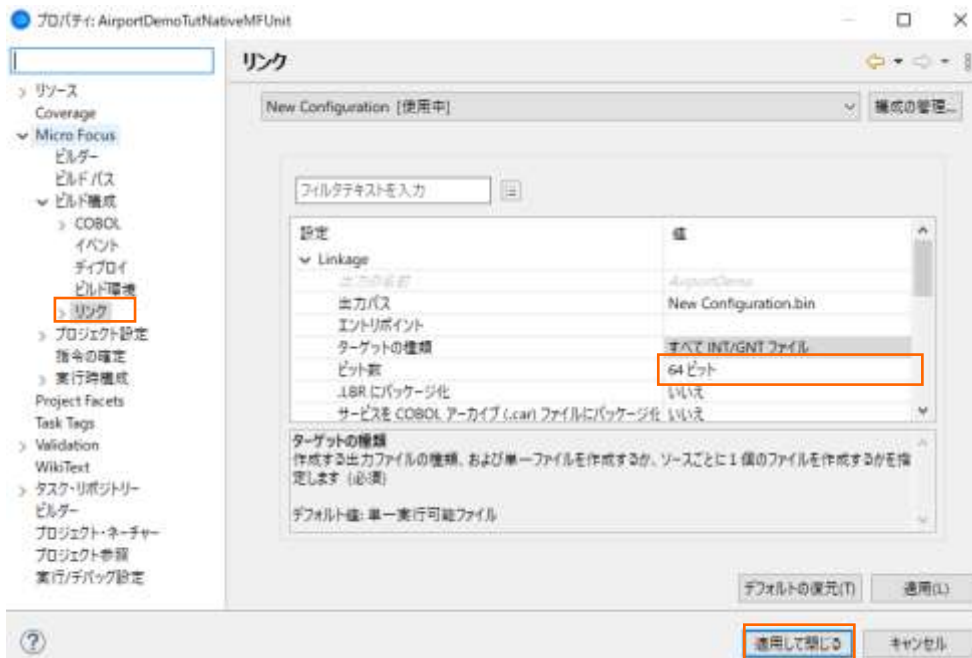 プロパティ: AirportDemoTutNativeMFUnit
リソース
Coverage
Micro Focus
ビルダー
ビルド パス
ビルド構成
COBOL
イベント
ディプロイ
ビルド環境
リンク
プロジェクト設定
指令の確定
実行時構成
Project Facets
Task Tags
Validation
WikiText
タスク・リポジトリー
ビルダー
プロジェクト・ネーチャー
プロジェクト参照
実行/デバッグ設定
リンク
New Configuration [使用中]
構成の管理...
フィルタテキストを入力
設定 値
Linkage
出力の名前 AirportDemo
出力パス New Configuration.bin
エントリポイント
ターゲットの種類 すべて INT/GNT ファイル
ビット数 64 ビット
.LBR にパッケージ化 いいえ
サービスを COBOL アーカイブ (.car) ファイルにパッケージ化 いいえ
ターゲットの種類
作成する出力ファイルの種類、および単一ファイルを作成するか、ソースごとに 1 個のファイルを作成するかを指
定します (必須)
デフォルト値: 単一実行可能ファイル
デフォルトの復元(T)
適用(L)
適用して閉じる
キャンセル